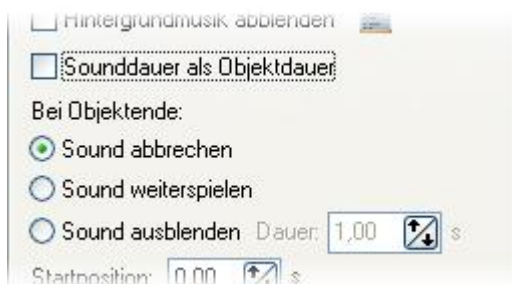 Hintergrundmusik abblenden
Sounddauer als Objektdauer
Bei Objektende:
Sound abbrechen
Sound weiterspielen
Sound ausblenden Dauer: 1,00 s
Startposition: 0,00 s